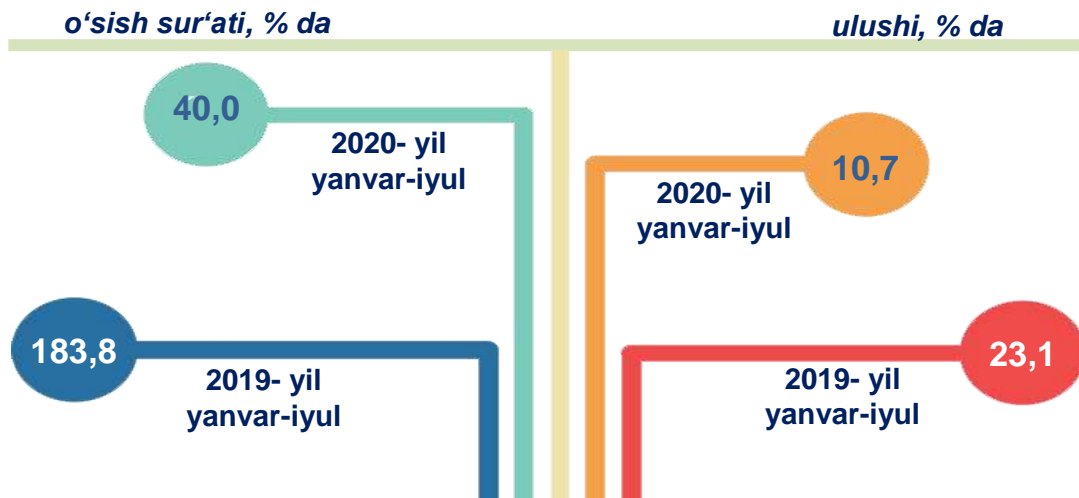 o‘sish sur‘ati, % da
40,0
2020- yil
yanvar-iyul
183,8
2019- yil
yanvar-iyul
ulushi, % da
10,7
2020- yil
yanvar-iyul
23,1
2019- yil
yanvar-iyul